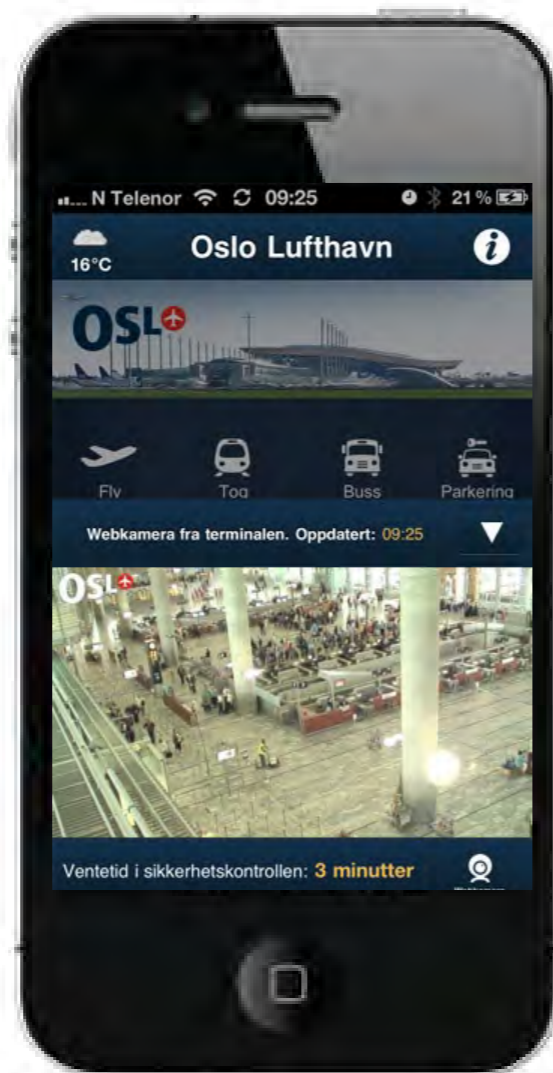 N Telenor 09:25 21 %
16°C Oslo Lufthavn i
OSL
Fly Tog Buss Parkering
Webkamera fra terminalen. Oppdatert: 09:25
OSL
Ventetid i sikkerhetskontrollen: 3 minutter
Webkamera